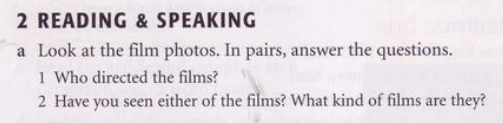 2 READING & SPEAKING
a Look at the film photos. In pairs, answer the questions.
1 Who directed the films?
2 Have you seen either of the films? What kind of films are they?